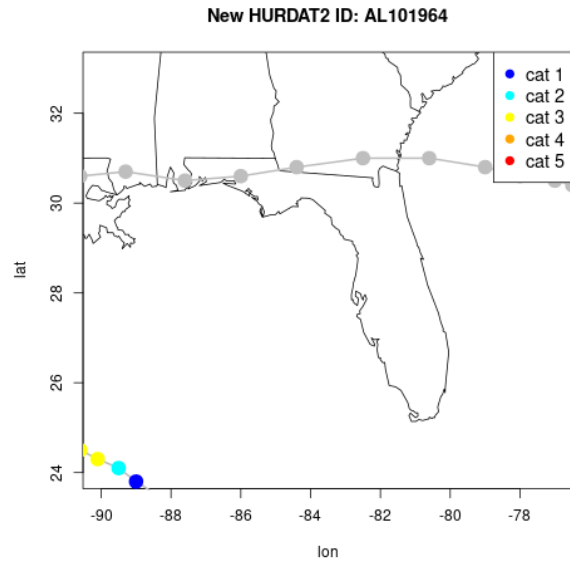 New HURDAT2 ID: AL101964
cat 1
cat 2
cat 3
cat 4
cat 5
32
30
28
26
24
lat
-90 -88 -86 -84 -82 -80 -78
lon